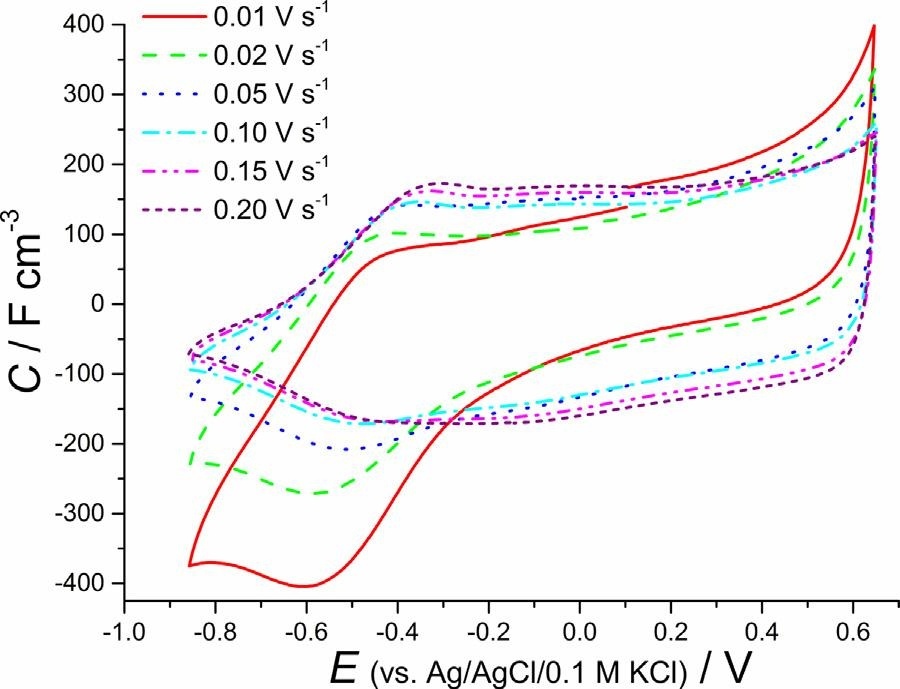 0.01 V s⁻¹
0.02 V s⁻¹
0.05 V s⁻¹
0.10 V s⁻¹
0.15 V s⁻¹
0.20 V s⁻¹
400
300
200
100
0
-100
-200
-300
-400
C / F cm⁻³
-1.0 -0.8 -0.6 -0.4 -0.2 0.0 0.2 0.4 0.6
E (vs. Ag/AgCl/0.1 M KCl) / V